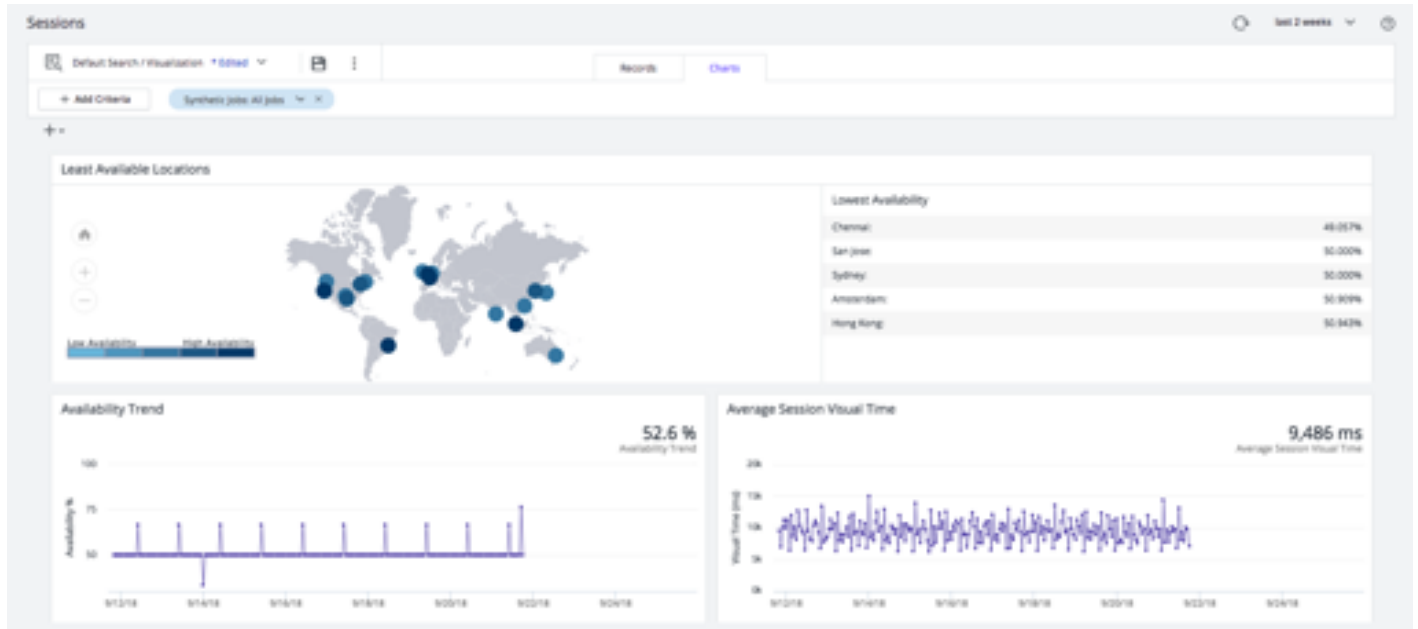 Sessions
last 2 weeks
Default Search / Visualization * Edited
Records
Charts
+ Add Criteria
Synthetic Jobs: All Jobs
Least Available Locations
Low Availability
High Availability
Lowest Availability
Chennai: 49.057%
San Jose: 50.000%
Sydney: 50.000%
Amsterdam: 50.909%
Hong Kong: 50.943%
Availability Trend
52.6 %
Availability Trend
Availability %
100
75
50
9/12/18 9/14/18 9/16/18 9/18/18 9/20/18 9/22/18 9/24/18
Average Session Visual Time
9,486 ms
Average Session Visual Time
Visual Time (ms)
20k
15k
10k
5k
0k
9/12/18 9/14/18 9/16/18 9/18/18 9/20/18 9/22/18 9/24/18